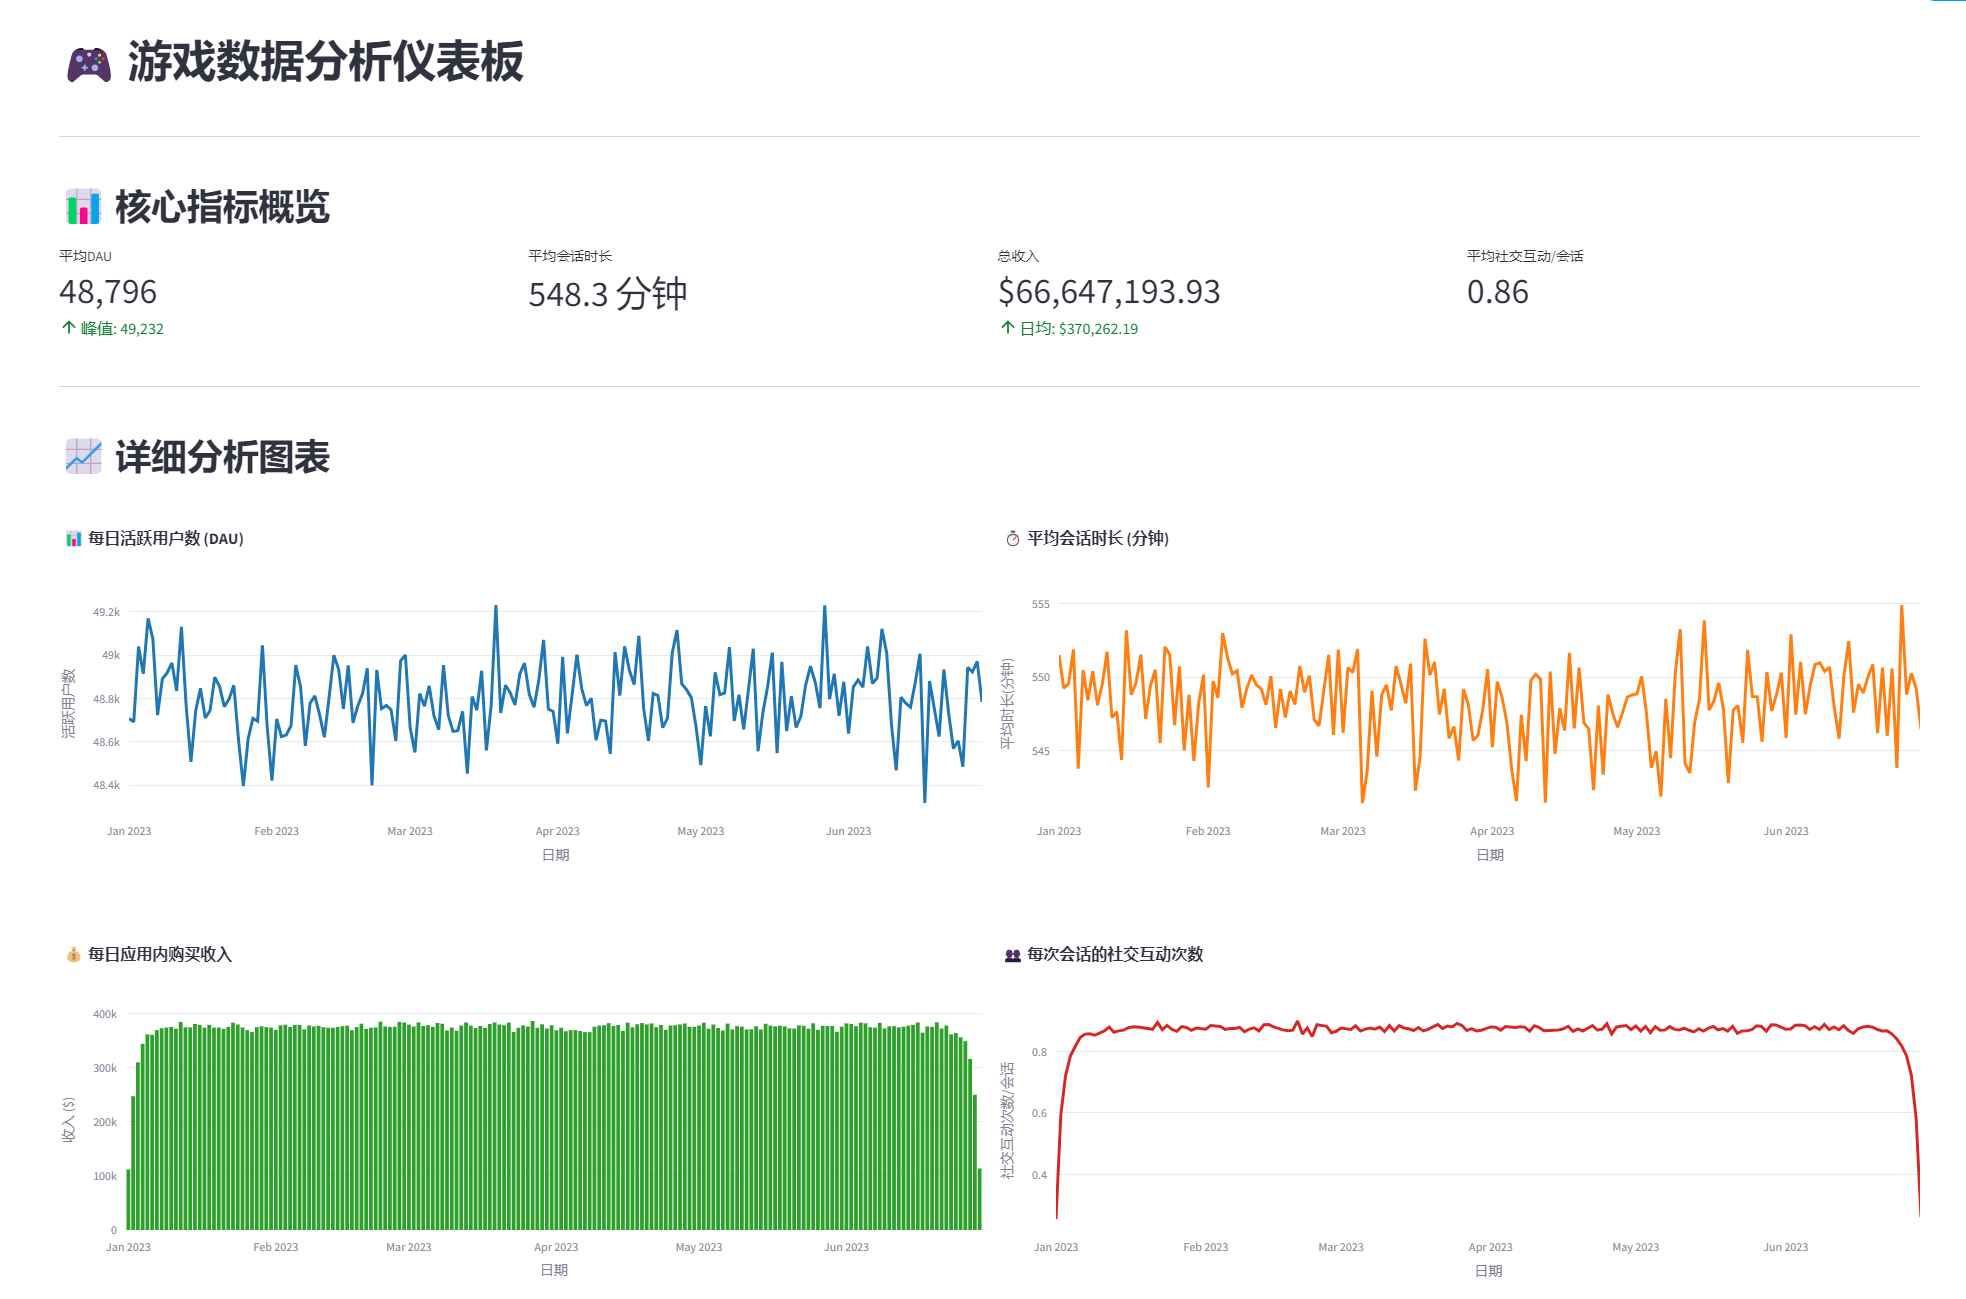 游戏数据分析仪表板
核心指标概览
平均DAU
48,796
峰值: 49,232
平均会话时长
548.3 分钟
总收入
$66,647,193.93
日均: $370,262.19
平均社交互动/会话
0.86
详细分析图表
每日活跃用户数 (DAU)
活跃用户数
49.2k
49k
48.8k
48.6k
48.4k
Jan 2023
Feb 2023
Mar 2023
Apr 2023
May 2023
Jun 2023
日期
平均会话时长 (分钟)
平均时长(分钟)
555
550
545
Jan 2023
Feb 2023
Mar 2023
Apr 2023
May 2023
Jun 2023
日期
每日应用内购买收入
收入 ($)
400k
300k
200k
100k
0
Jan 2023
Feb 2023
Mar 2023
Apr 2023
May 2023
Jun 2023
日期
每次会话的社交互动次数
社交互动次数/会话
0.8
0.6
0.4
Jan 2023
Feb 2023
Mar 2023
Apr 2023
May 2023
Jun 2023
日期